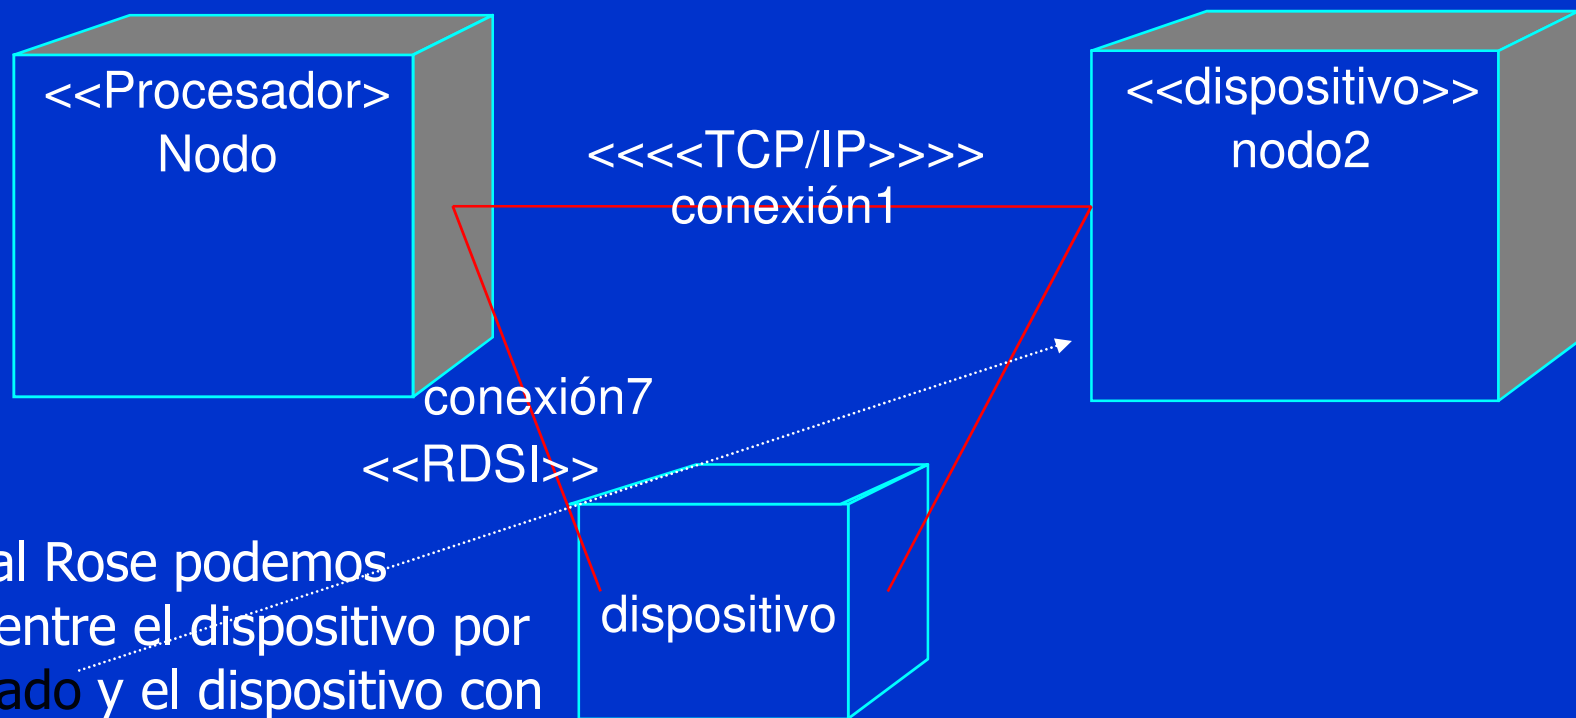 <<Procesador>
Nodo
<<<<TCP/IP>>>>
conexión1
<<dispositivo>>
nodo2
conexión7
<<RDSI>>
dispositivo
al Rose podemos
entre el dispositivo por
ado y el dispositivo con